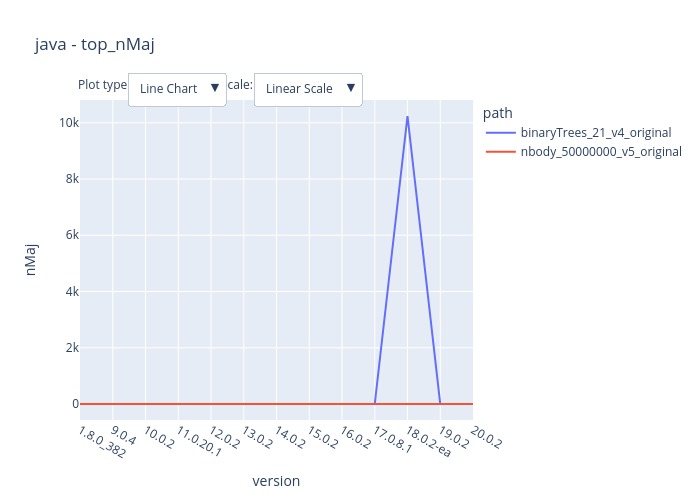 java - top_nMaj
Plot type
Line Chart ▼
cale:
Linear Scale ▼
path
binaryTrees_21_v4_original
nbody_50000000_v5_original
10k
8k
6k
4k
2k
0
nMaj
1.8.0_382
9.0.4
10.0.2
11.0.20.1
12.0.2
13.0.2
14.0.2
15.0.2
16.0.2
17.0.8.1
18.0.2-ea
19.0.2
20.0.2
version